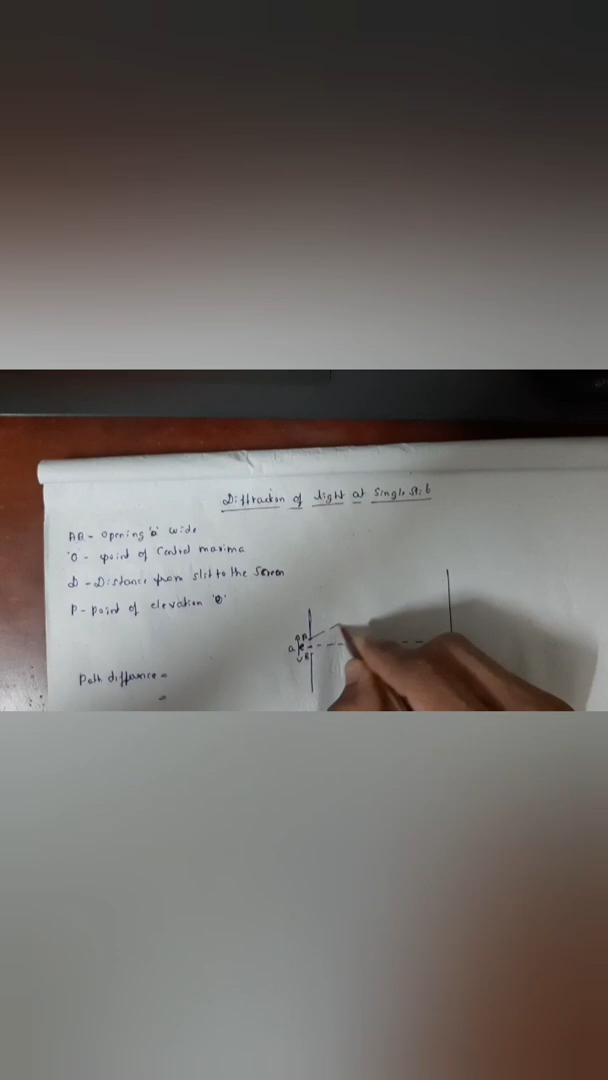 Diffraction of light at Single slit
AB - Opening 'a' wide
'O' - point of Central maxima
D - Distance from slit to the Screen
P - point of elevation 'θ'
A
a c
B
Path diffrence =
=